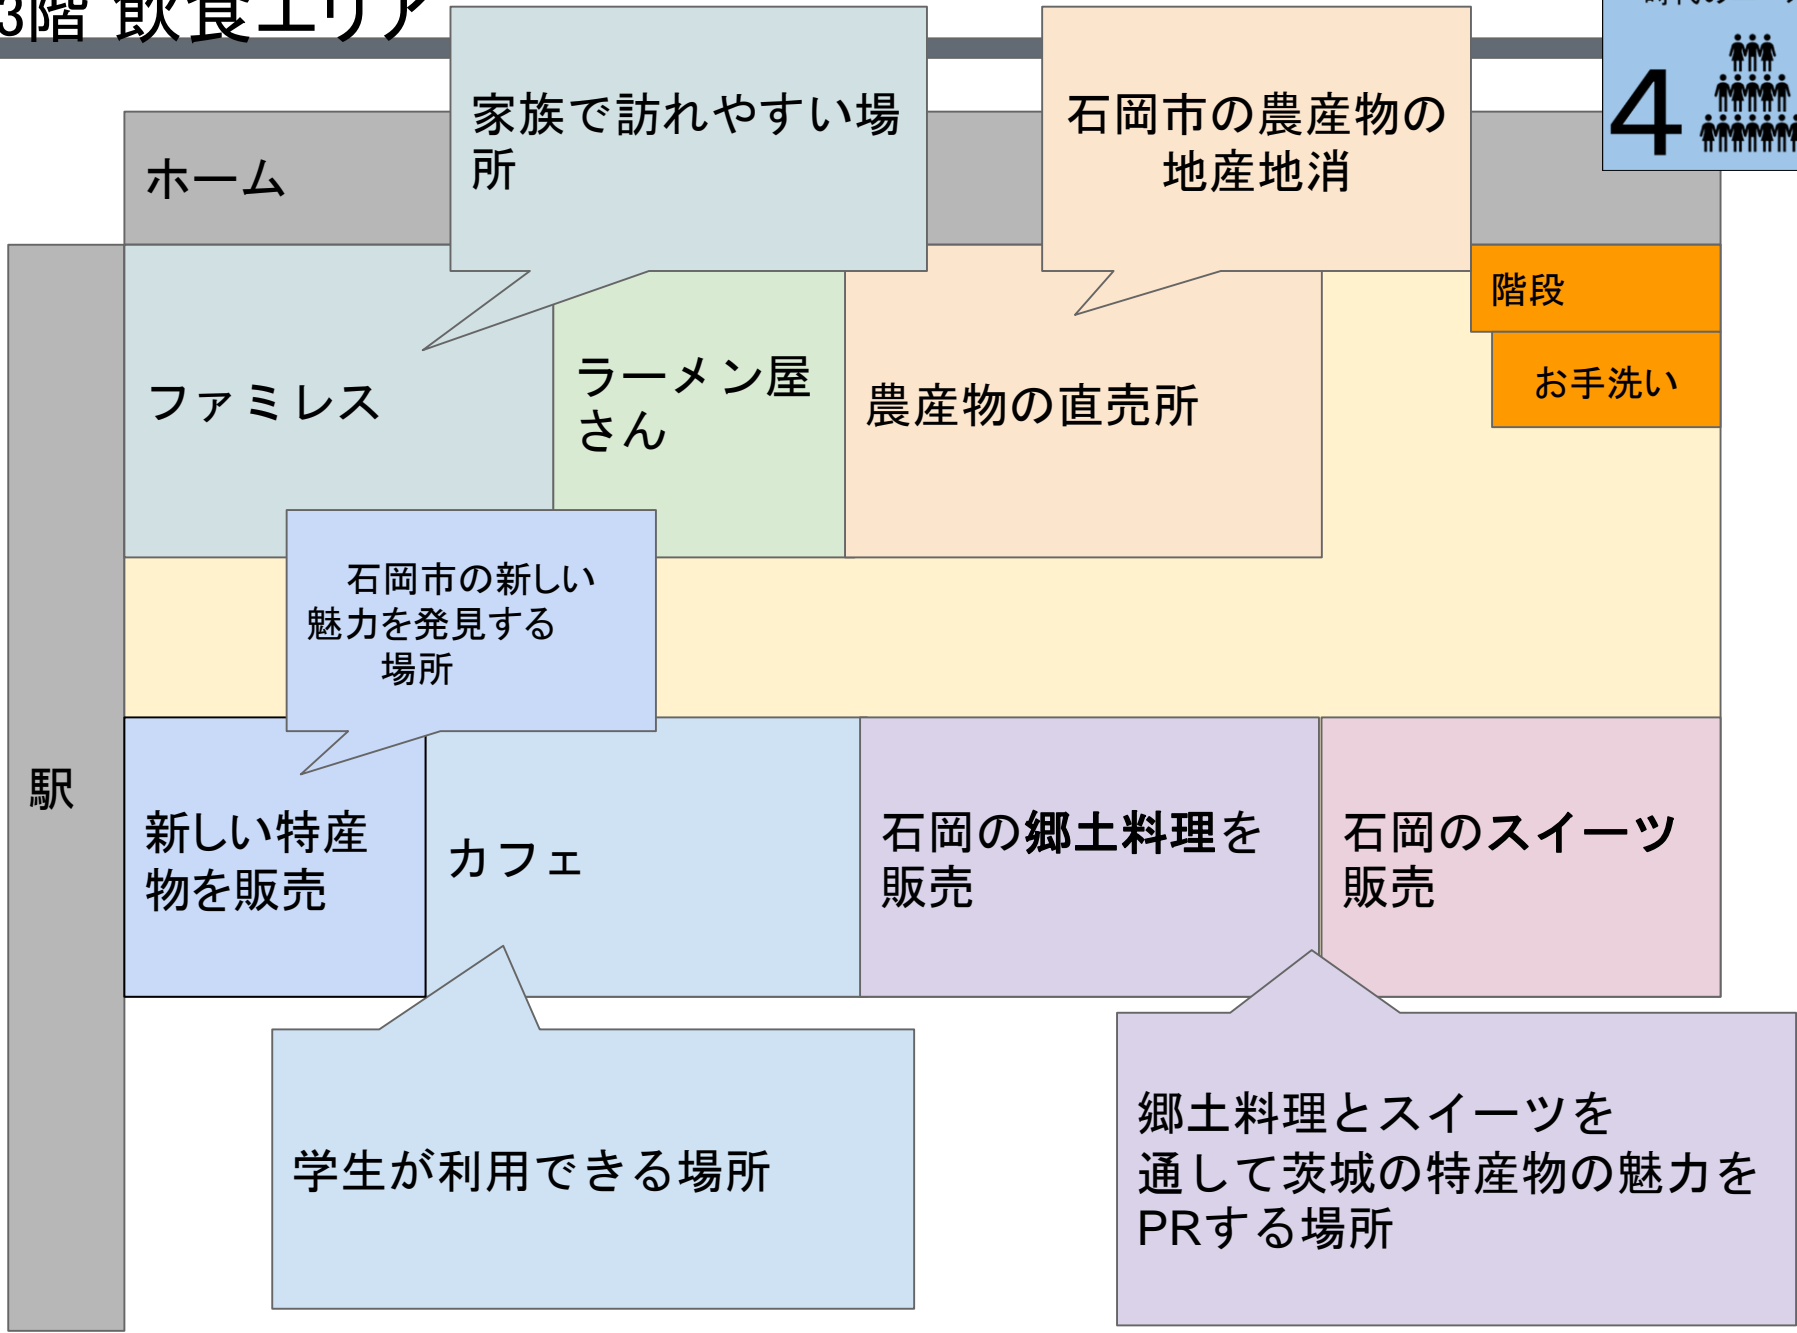 3階 飲食エリア
4
家族で訪れやすい場
所
石岡市の農産物の
地産地消
ホーム
階段
お手洗い
ファミレス
ラーメン屋
さん
農産物の直売所
石岡市の新しい
魅力を発見する
場所
駅
新しい特産
物を販売
カフェ
石岡の郷土料理を
販売
石岡のスイーツ
販売
学生が利用できる場所
郷土料理とスイーツを
通して茨城の特産物の魅力を
PRする場所